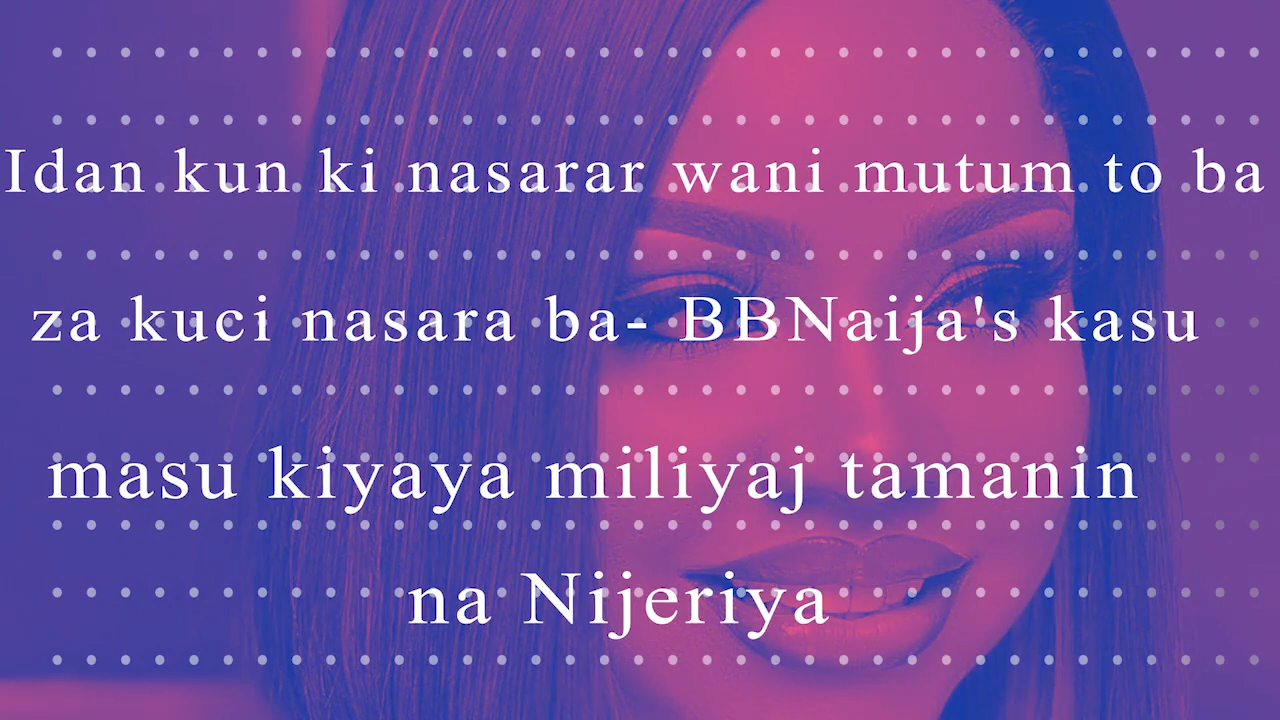 Idan kun ki nasarar wani mutum to ba
za kuci nasara ba- BBNaija's kasu
masu kiyaya miliyaj tamanin
na Nijeriya